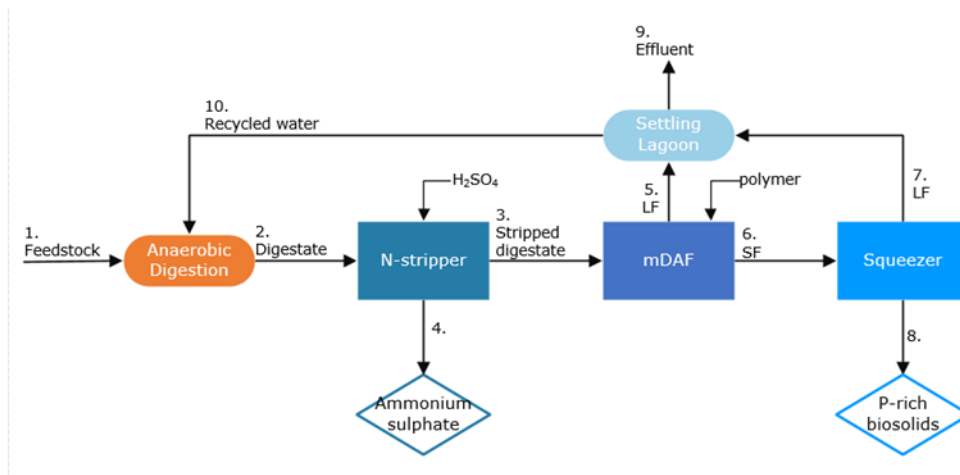 9.
Effluent
10.
Recycled water
Settling
Lagoon
H₂SO₄
polymer
5.
LF
7.
LF
1.
Feedstock
Anaerobic
Digestion
2.
Digestate
N-stripper
3.
Stripped
digestate
mDAF
6.
SF
Squeezer
4.
8.
Ammonium
sulphate
P-rich
biosolids